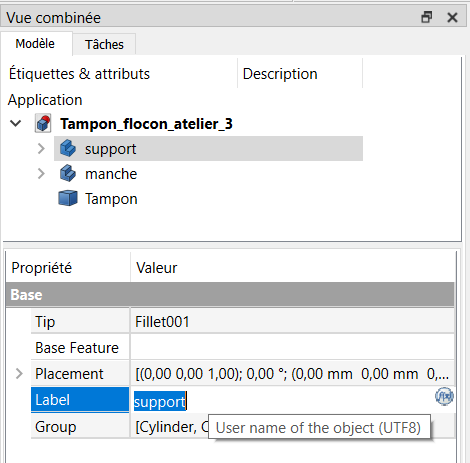 Vue combinée
Modèle Tâches
Étiquettes & attributs Description
Application
Tampon_flocon_atelier_3
support
manche
Tampon
Propriété Valeur
Base
Tip Fillet001
Base Feature
Placement [(0,00 0,00 1,00); 0,00 °; (0,00 mm 0,00 mm 0,...
Label support
Group [Cylinder, C
User name of the object (UTF8)